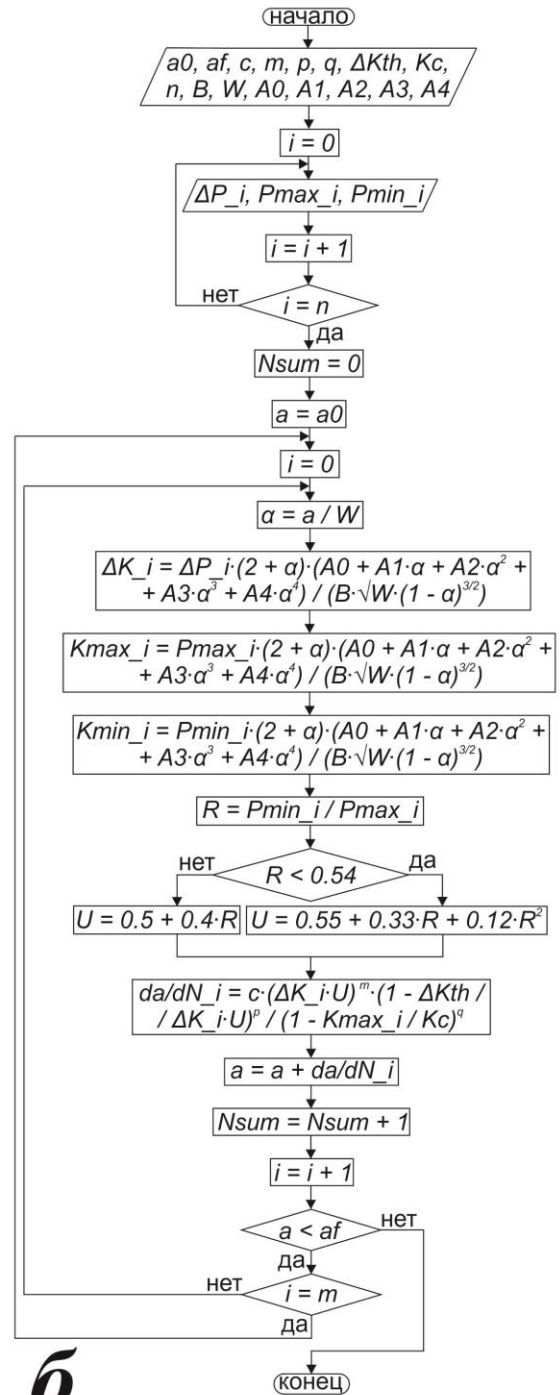 начало
a0, af, c, m, p, q, ΔKth, Kc,
n, B, W, A0, A1, A2, A3, A4
i = 0
ΔP_i, Pmax_i, Pmin_i
i = i + 1
нет
i = n
да
Nsum = 0
a = a0
i = 0
α = a / W
ΔK_i = ΔP_i·(2 + α)·(A0 + A1·α + A2·α² +
+ A3·α³ + A4·α⁴) / (B·√W·(1 - α)^3/2)
Kmax_i = Pmax_i·(2 + α)·(A0 + A1·α + A2·α² +
+ A3·α³ + A4·α⁴) / (B·√W·(1 - α)^3/2)
Kmin_i = Pmin_i·(2 + α)·(A0 + A1·α + A2·α² +
+ A3·α³ + A4·α⁴) / (B·√W·(1 - α)^3/2)
R = Pmin_i / Pmax_i
нет
R < 0.54
да
U = 0.5 + 0.4·R
U = 0.55 + 0.33·R + 0.12·R²
da/dN_i = c·(ΔK_i·U)^m·(1 - ΔKth /
/ ΔK_i·U)^p / (1 - Kmax_i / Kc)^q
a = a + da/dN_i
Nsum = Nsum + 1
i = i + 1
a < af
нет
да
нет
i = m
да
б
конец